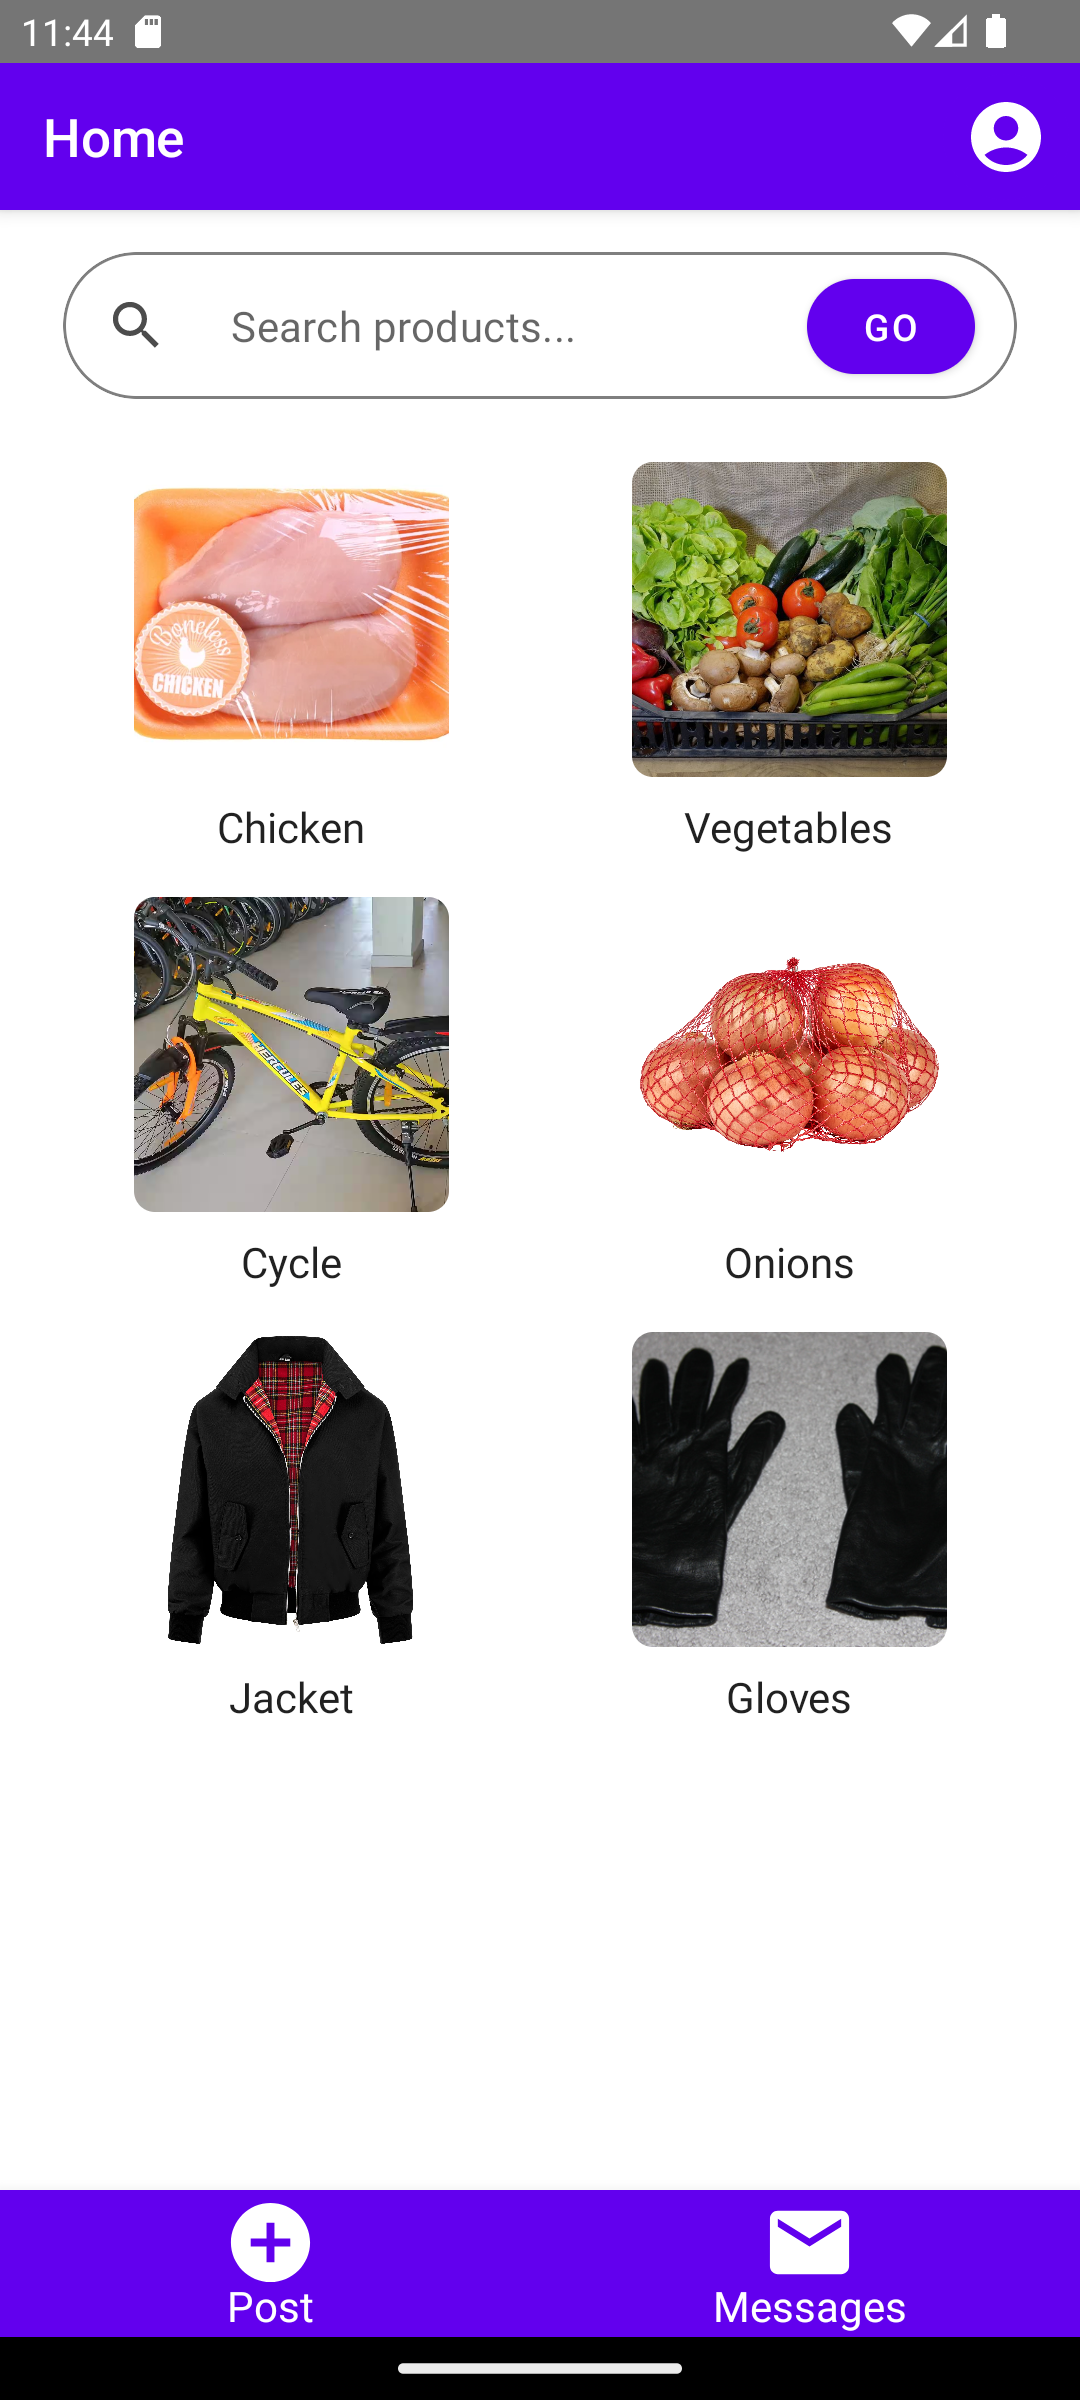 11:44
Home
Search products...
GO
Boneless
CHICKEN
Chicken
Vegetables
HERCULES
Cycle
Onions
Jacket
Gloves
Post
Messages